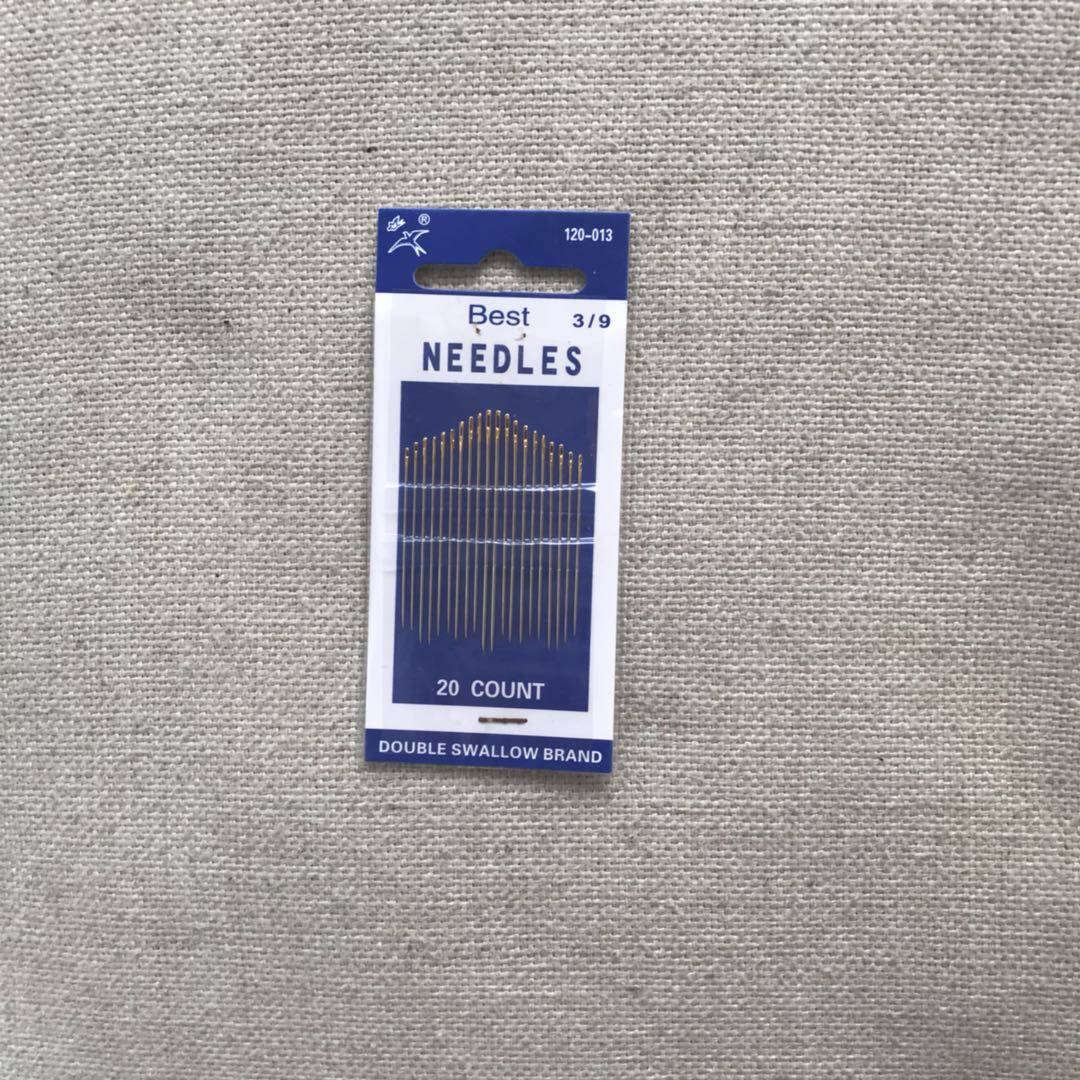 ®
120-013
Best 3/9
NEEDLES
20 COUNT
DOUBLE SWALLOW BRAND